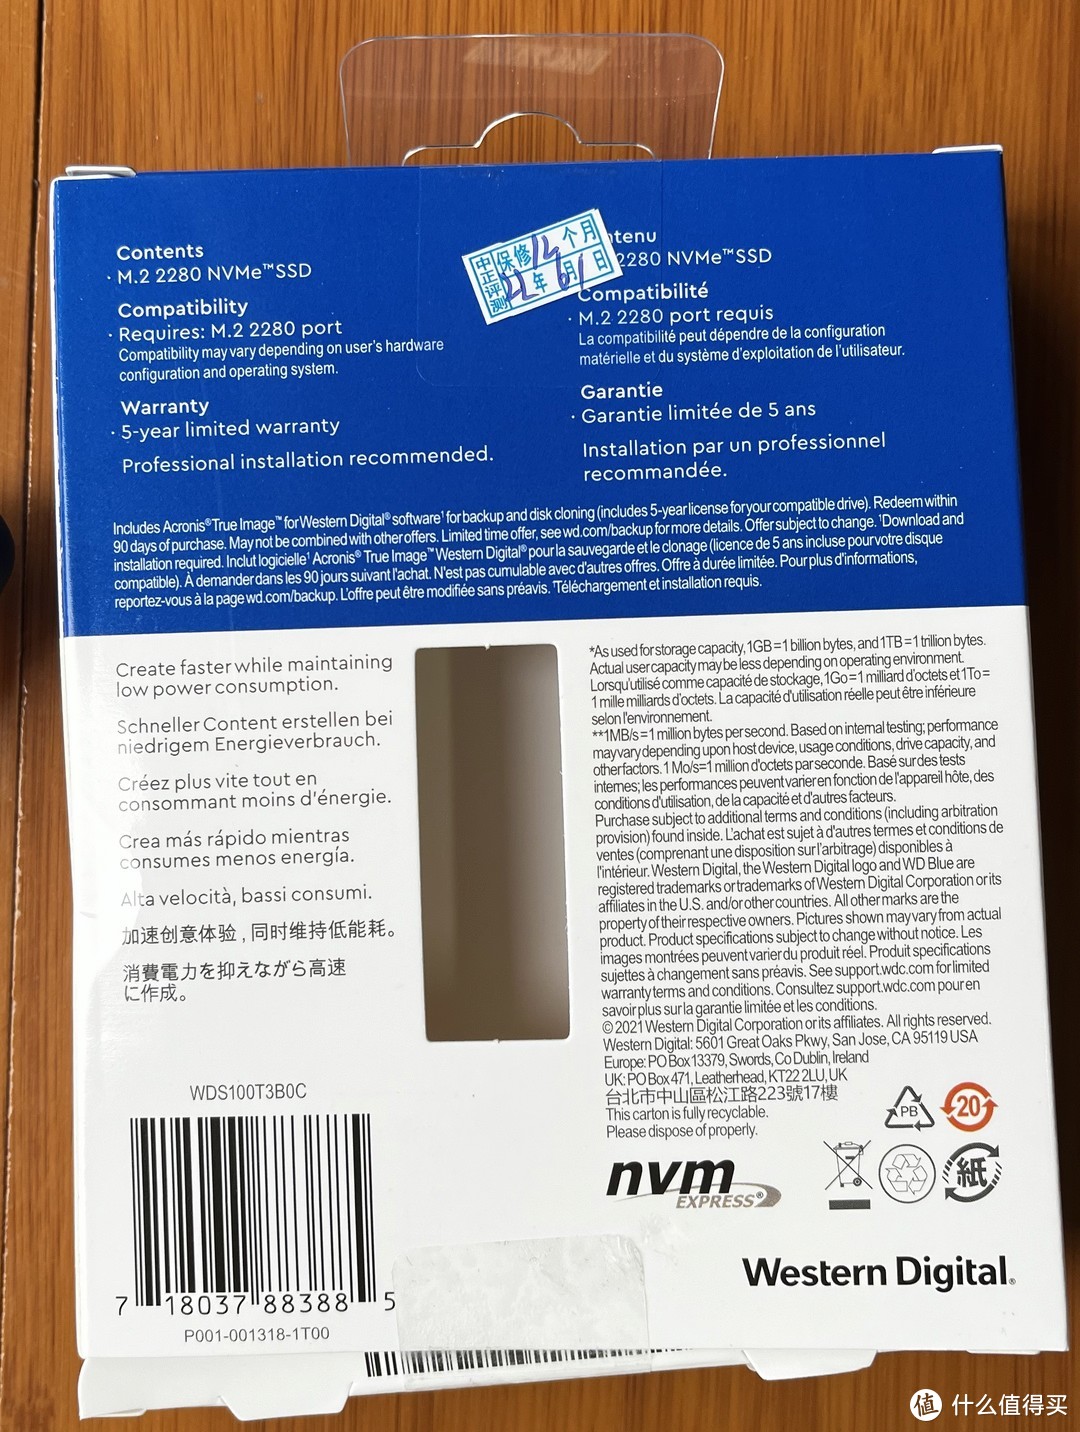 Contents
· M.2 2280 NVMe™ SSD
Compatibility
· Requires: M.2 2280 port
Compatibility may vary depending on user's hardware
configuration and operating system.
Warranty
· 5-year limited warranty
Professional installation recommended.
中正评测
保修12个月
22年6月1日
ntenu
2280 NVMe™ SSD
Compatibilité
· M.2 2280 port requis
La compatibilité peut dépendre de la configuration
matérielle et du système d'exploitation de l'utilisateur.
Garantie
· Garantie limitée de 5 ans
Installation par un professionnel
recommandée.
Includes Acronis® True Image™ for Western Digital® software¹ for backup and disk cloning (includes 5-year license for your compatible drive). Redeem within
90 days of purchase. May not be combined with other offers. Limited time offer, see wd.com/backup for more details. Offer subject to change. ¹Download and
installation required. Inclut logicielle¹ Acronis® True Image™ Western Digital® pour la sauvegarde et le clonage (licence de 5 ans incluse pour votre disque
compatible). À demander dans les 90 jours suivant l'achat. N'est pas cumulable avec d'autres offres. Offre à durée limitée. Pour plus d'informations,
reportez-vous à la page wd.com/backup. L'offre peut être modifiée sans préavis. ¹Téléchargement et installation requis.
Create faster while maintaining
low power consumption.
Schneller Content erstellen bei
niedrigem Energieverbrauch.
Créez plus vite tout en
consommant moins d'énergie.
Crea más rápido mientras
consumes menos energía.
Alta velocità, bassi consumi.
加速创意体验，同时维持低能耗。
消費電力を抑えながら高速
に作成。
*As used for storage capacity, 1GB = 1 billion bytes, and 1TB = 1 trillion bytes.
Actual user capacity may be less depending on operating environment.
Lorsqu'utilisé comme capacité de stockage, 1Go = 1 milliard d'octets et 1To =
1 mille milliards d'octets. La capacité d'utilisation réelle peut être inférieure
selon l'environnement.
**1MB/s = 1 million bytes per second. Based on internal testing; performance
may vary depending upon host device, usage conditions, drive capacity, and
other factors. 1 Mo/s=1 million d'octets par seconde. Basé sur des tests
internes; les performances peuvent varier en fonction de l'appareil hôte, des
conditions d'utilisation, de la capacité et d'autres facteurs.
Purchase subject to additional terms and conditions (including arbitration
provision) found inside. L'achat est sujet à d'autres termes et conditions de
ventes (comprenant une disposition sur l'arbitrage) disponibles à
l'intérieur. Western Digital, the Western Digital logo and WD Blue are
registered trademarks or trademarks of Western Digital Corporation or its
affiliates in the U.S. and/or other countries. All other marks are the
property of their respective owners. Pictures shown may vary from actual
product. Product specifications subject to change without notice. Les
images montrées peuvent varier du produit réel. Produit specifications
sujettes à changement sans préavis. See support.wdc.com for limited
warranty terms and conditions. Consultez support.wdc.com pour en
savoir plus sur la garantie limitée et les conditions.
© 2021 Western Digital Corporation or its affiliates. All rights reserved.
Western Digital: 5601 Great Oaks Pkwy, San Jose, CA 95119 USA
Europe: PO Box 13379, Swords, Co Dublin, Ireland
UK: PO Box 471, Leatherhead, KT22 2LU, UK
台北市中山區松江路223號17樓
This carton is fully recyclable.
Please dispose of properly.
PB
20
紙
nvm
EXPRESS®
Western Digital®
WDS100T3B0C
7 18037 88388 5
P001-001318-1T00
值 什么值得买